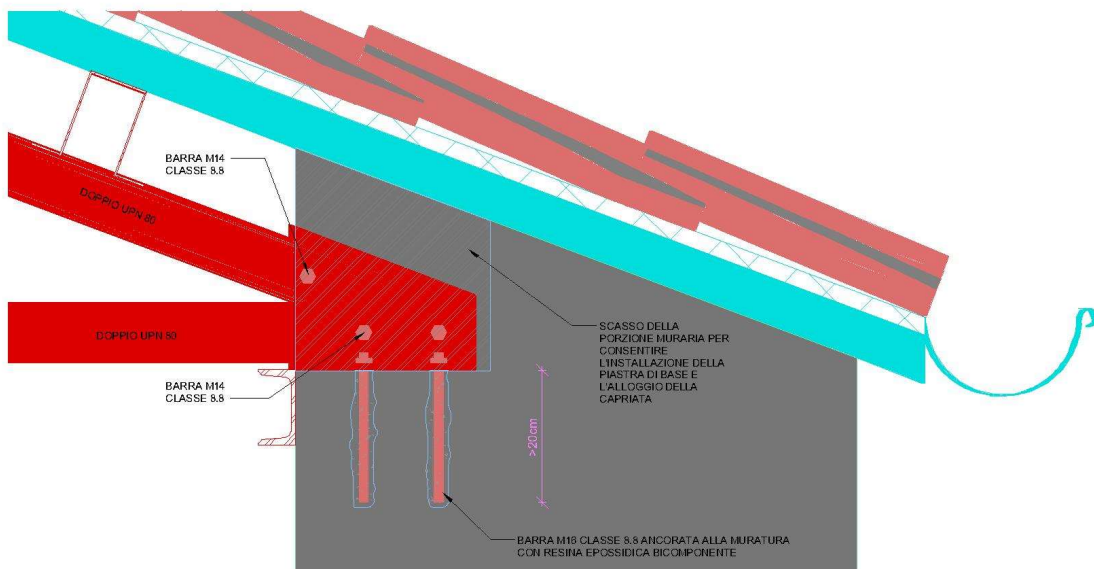 BARRA M14
CLASSE 8.8
DOPPIO UPN 80
DOPPIO UPN 80
SCASSO DELLA
PORZIONE MURARIA PER
CONSENTIRE
L'INSTALLAZIONE DELLA
PIASTRA DI BASE E
L'ALLOGGIO DELLA
CAPRIATA
BARRA M14
CLASSE 8.8
>20cm
BARRA M16 CLASSE 8.8 ANCORATA ALLA MURATURA
CON RESINA EPOSSIDICA BICOMPONENTE